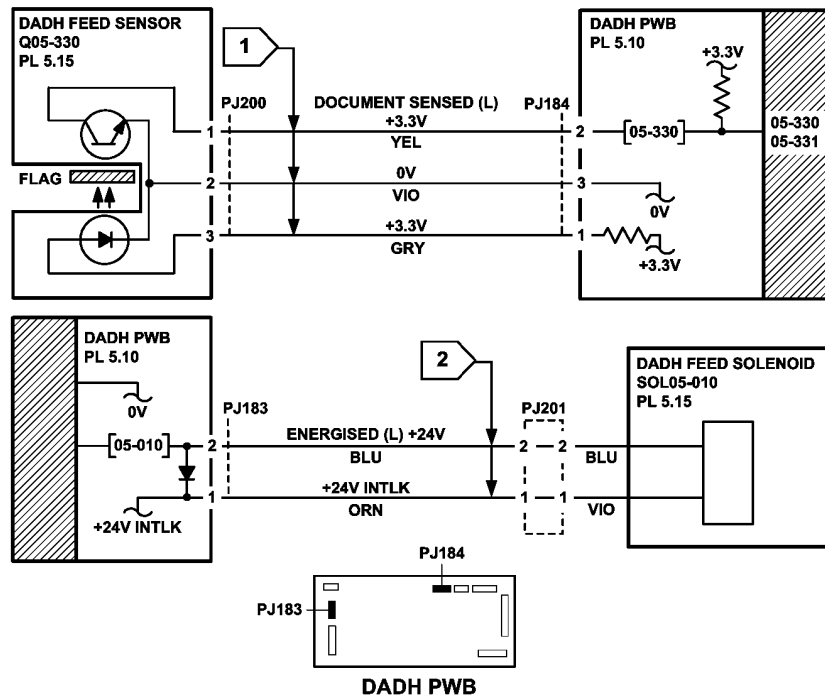 DADH FEED SENSOR
Q05-330
PL 5.15
1
PJ200
DOCUMENT SENSED (L)
PJ184
DADH PWB
PL 5.10
+3.3V
1
+3.3V
YEL
2
[05-330]
05-330
05-331
FLAG
2
0V
VIO
3
0V
3
+3.3V
GRY
1
+3.3V
DADH PWB
PL 5.10
0V
PJ183
2
PJ201
DADH FEED SOLENOID
SOL05-010
PL 5.15
[05-010]
2
ENERGISED (L) +24V
BLU
2
2
BLU
+24V INTLK
1
+24V INTLK
ORN
1
1
VIO
PJ184
PJ183
DADH PWB